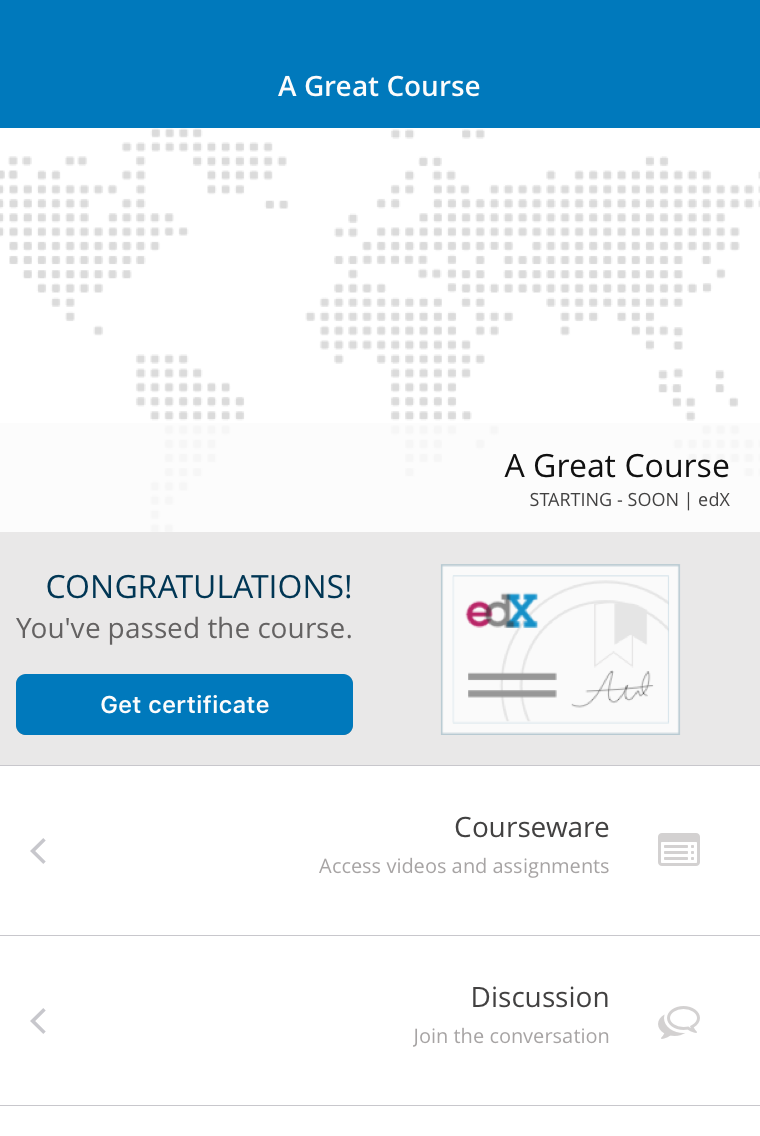 A Great Course
A Great Course
STARTING - SOON | edX
CONGRATULATIONS!
You've passed the course.
Get certificate
edX
Courseware
Access videos and assignments
Discussion
Join the conversation